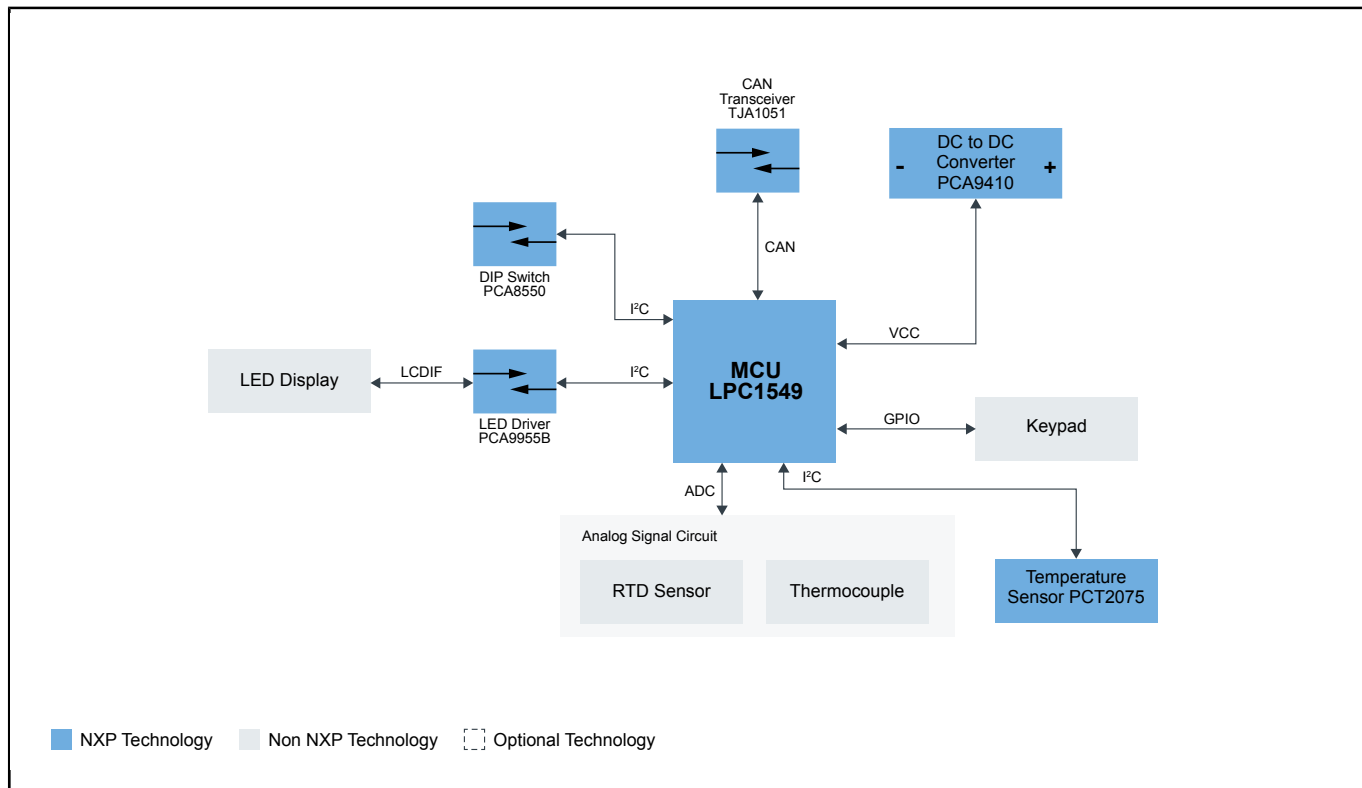 CAN
Transceiver
TJA1051
DC to DC
Converter
PCA9410
-
+
CAN
DIP Switch
PCA8550
I²C
VCC
MCU
LPC1549
LED Display
LCDIF
I²C
LED Driver
PCA9955B
GPIO
Keypad
ADC
I²C
Analog Signal Circuit
RTD Sensor
Thermocouple
Temperature
Sensor PCT2075
NXP Technology
Non NXP Technology
Optional Technology